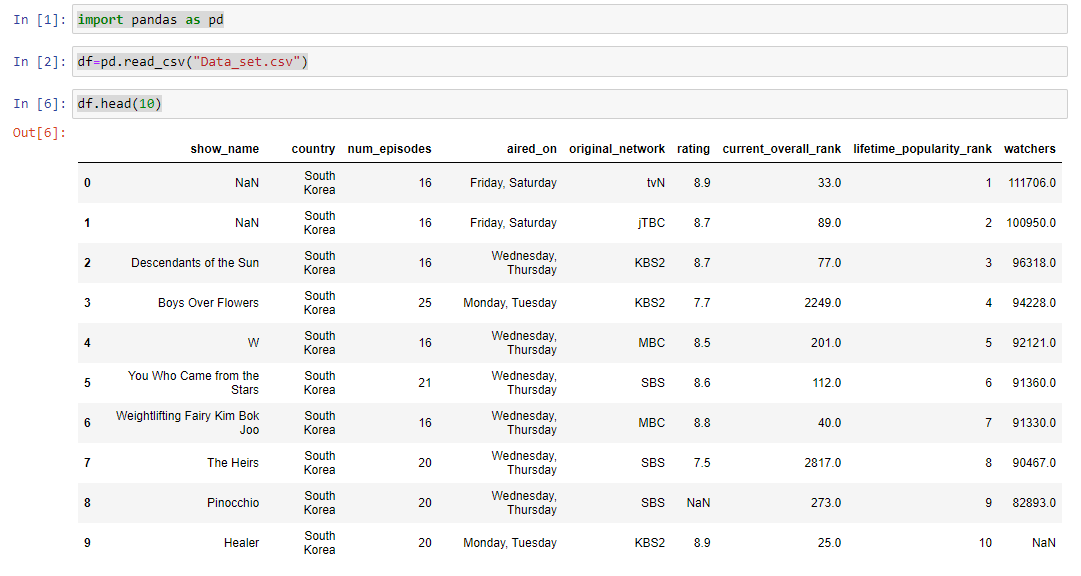 In [1]: import pandas as pd
In [2]: df=pd.read_csv("Data_set.csv")
In [6]: df.head(10)
Out[6]:
show_name country num_episodes aired_on original_network rating current_overall_rank lifetime_popularity_rank watchers
0 NaN South Korea 16 Friday, Saturday tvN 8.9 33.0 1 111706.0
1 NaN South Korea 16 Friday, Saturday jTBC 8.7 89.0 2 100950.0
2 Descendants of the Sun South Korea 16 Wednesday, Thursday KBS2 8.7 77.0 3 96318.0
3 Boys Over Flowers South Korea 25 Monday, Tuesday KBS2 7.7 2249.0 4 94228.0
4 W South Korea 16 Wednesday, Thursday MBC 8.5 201.0 5 92121.0
5 You Who Came from the Stars South Korea 21 Wednesday, Thursday SBS 8.6 112.0 6 91360.0
6 Weightlifting Fairy Kim Bok Joo South Korea 16 Wednesday, Thursday MBC 8.8 40.0 7 91330.0
7 The Heirs South Korea 20 Wednesday, Thursday SBS 7.5 2817.0 8 90467.0
8 Pinocchio South Korea 20 Wednesday, Thursday SBS NaN 273.0 9 82893.0
9 Healer South Korea 20 Monday, Tuesday KBS2 8.9 25.0 10 NaN